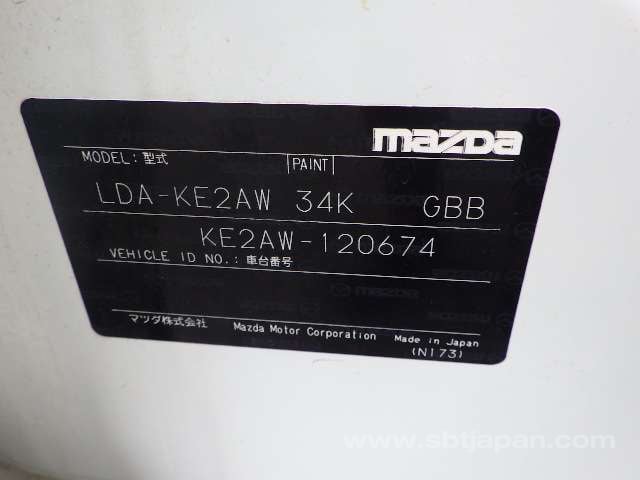 mazda
MODEL:型式 PAINT
LDA-KE2AW 34K GBB
KE2AW-120674
VEHICLE ID NO.:車台番号
mazda
マツダ株式会社 Mazda Motor Corporation Made in Japan
(N173)
www.sbtjapan.com